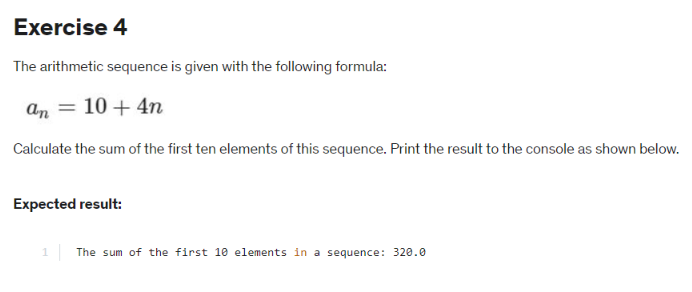 Exercise 4
The arithmetic sequence is given with the following formula:
aₙ = 10 + 4n
Calculate the sum of the first ten elements of this sequence. Print the result to the console as shown below.
Expected result:
1 The sum of the first 10 elements in a sequence: 320.0